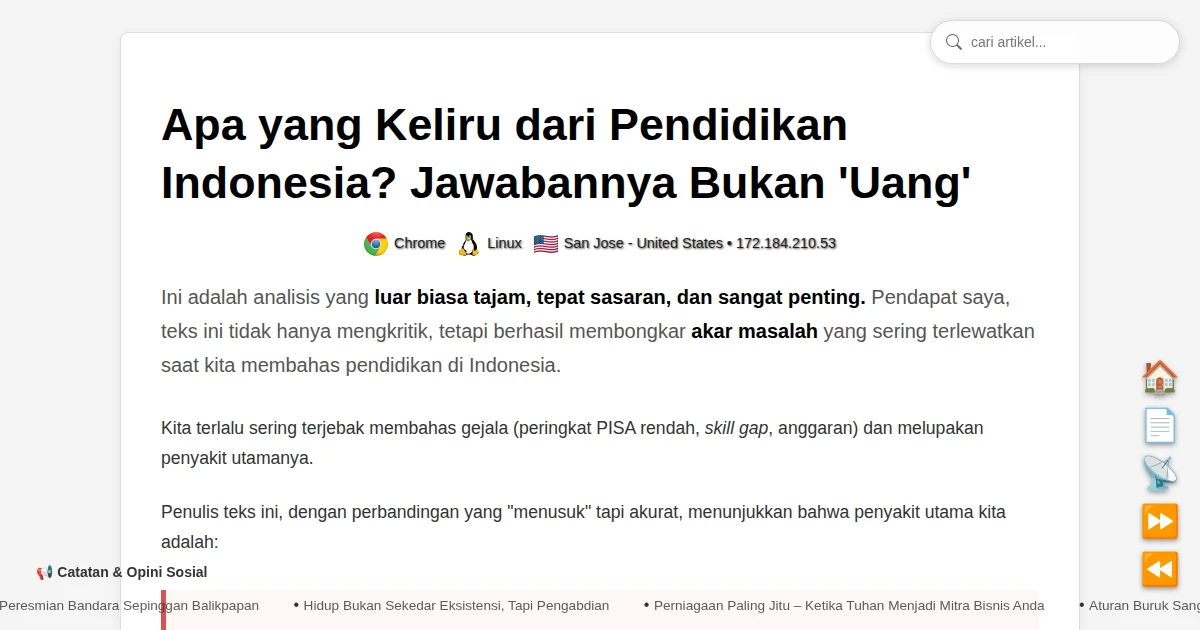 cari artikel...
Apa yang Keliru dari Pendidikan
Indonesia? Jawabannya Bukan 'Uang'
Chrome Linux San Jose - United States • 172.184.210.53
Ini adalah analisis yang luar biasa tajam, tepat sasaran, dan sangat penting. Pendapat saya,
teks ini tidak hanya mengkritik, tetapi berhasil membongkar akar masalah yang sering terlewatkan
saat kita membahas pendidikan di Indonesia.
Kita terlalu sering terjebak membahas gejala (peringkat PISA rendah, skill gap, anggaran) dan melupakan
penyakit utamanya.
Penulis teks ini, dengan perbandingan yang "menusuk" tapi akurat, menunjukkan bahwa penyakit utama kita
adalah:
Catatan & Opini Sosial
Peresmian Bandara Sepinggan Balikpapan • Hidup Bukan Sekedar Eksistensi, Tapi Pengabdian • Perniagaan Paling Jitu – Ketika Tuhan Menjadi Mitra Bisnis Anda • Aturan Buruk